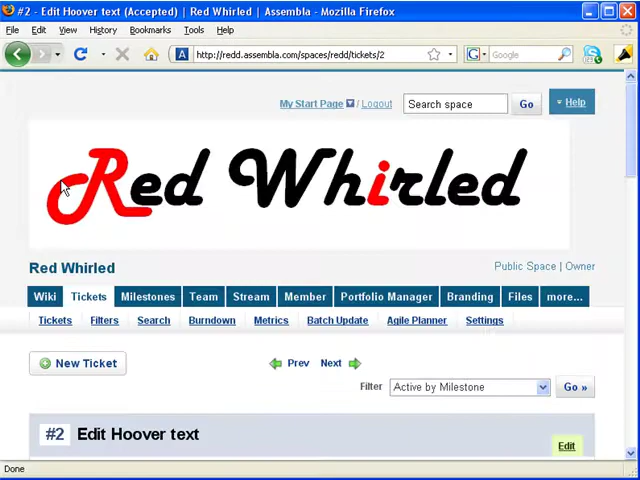 #2 - Edit Hoover text (Accepted) | Red Whirled | Assembla - Mozilla Firefox
File Edit View History Bookmarks Tools Help
http://redd.assembla.com/spaces/redd/tickets/2
Google
My Start Page | Logout
Search space
Go
Help
Red Whirled
Red Whirled
Public Space | Owner
Wiki Tickets Milestones Team Stream Member Portfolio Manager Branding Files more...
Tickets Filters Search Burndown Metrics Batch Update Agile Planner Settings
New Ticket
Prev Next
Filter Active by Milestone Go »
#2 Edit Hoover text
Edit
Done